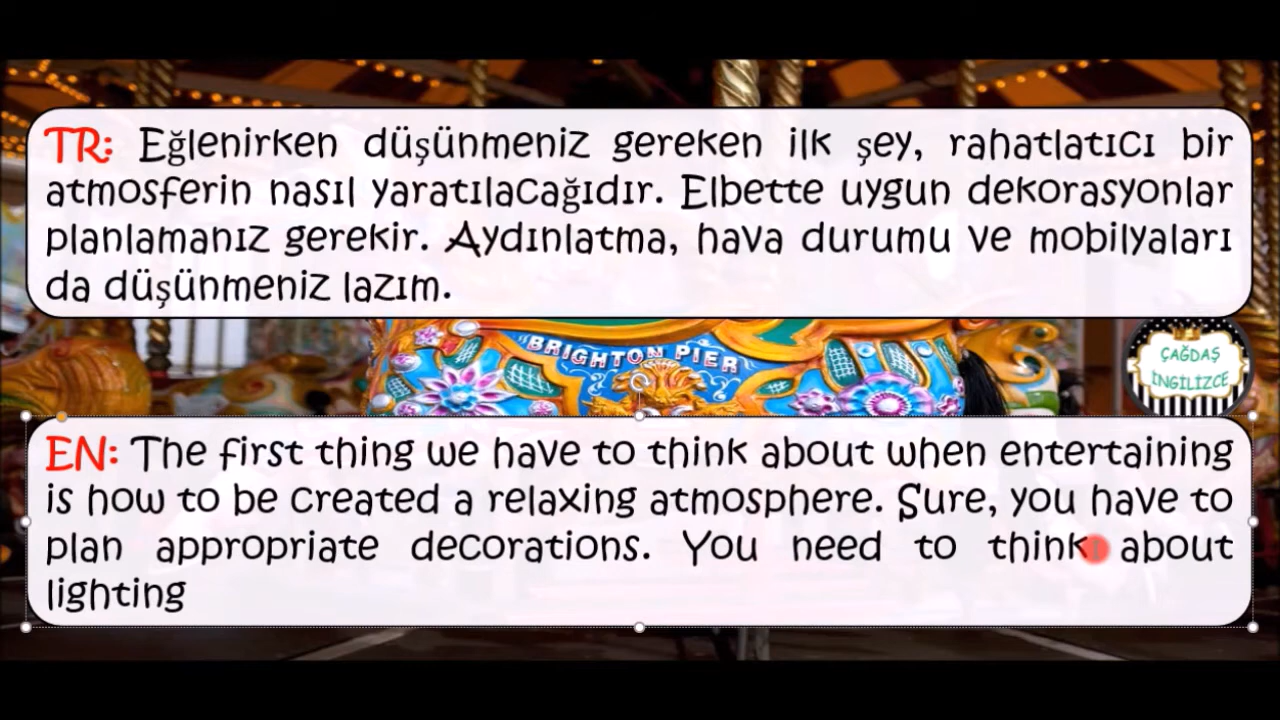 TR: Eğlenirken düşünmeniz gereken ilk şey, rahatlatıcı bir
atmosferin nasıl yaratılacağıdır. Elbette uygun dekorasyonlar
planlamanız gerekir. Aydınlatma, hava durumu ve mobilyaları
da düşünmeniz lazım.
BRIGHTON PIER
ÇAĞDAŞ
İNGİLİZCE
EN: The first thing we have to think about when entertaining
is how to be created a relaxing atmosphere. Sure, you have to
plan appropriate decorations. You need to think about
lighting